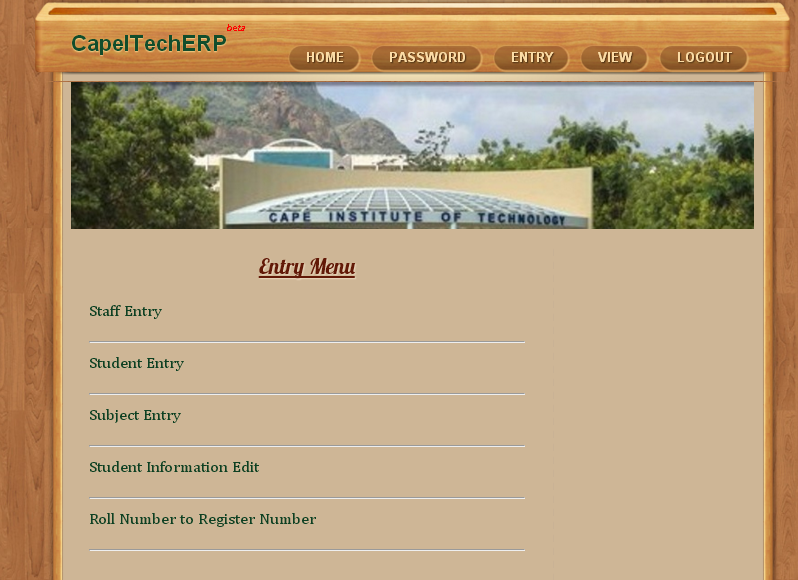 CapelTechERP beta
HOME PASSWORD ENTRY VIEW LOGOUT
CAPE INSTITUTE OF TECHNOLOGY
Entry Menu
Staff Entry
Student Entry
Subject Entry
Student Information Edit
Roll Number to Register Number